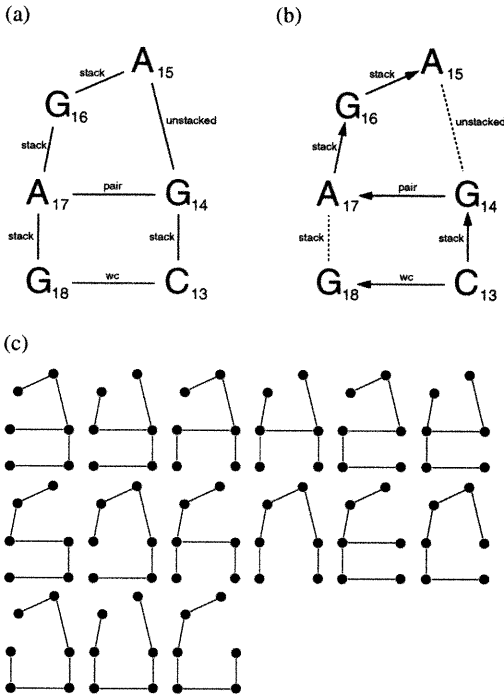 (a)
A15
stack
G16
stack
unstacked
A17
pair
G14
stack
stack
G18
wc
C13
(b)
A15
stack
G16
stack
unstacked
A17
pair
G14
stack
stack
G18
wc
C13
(c)